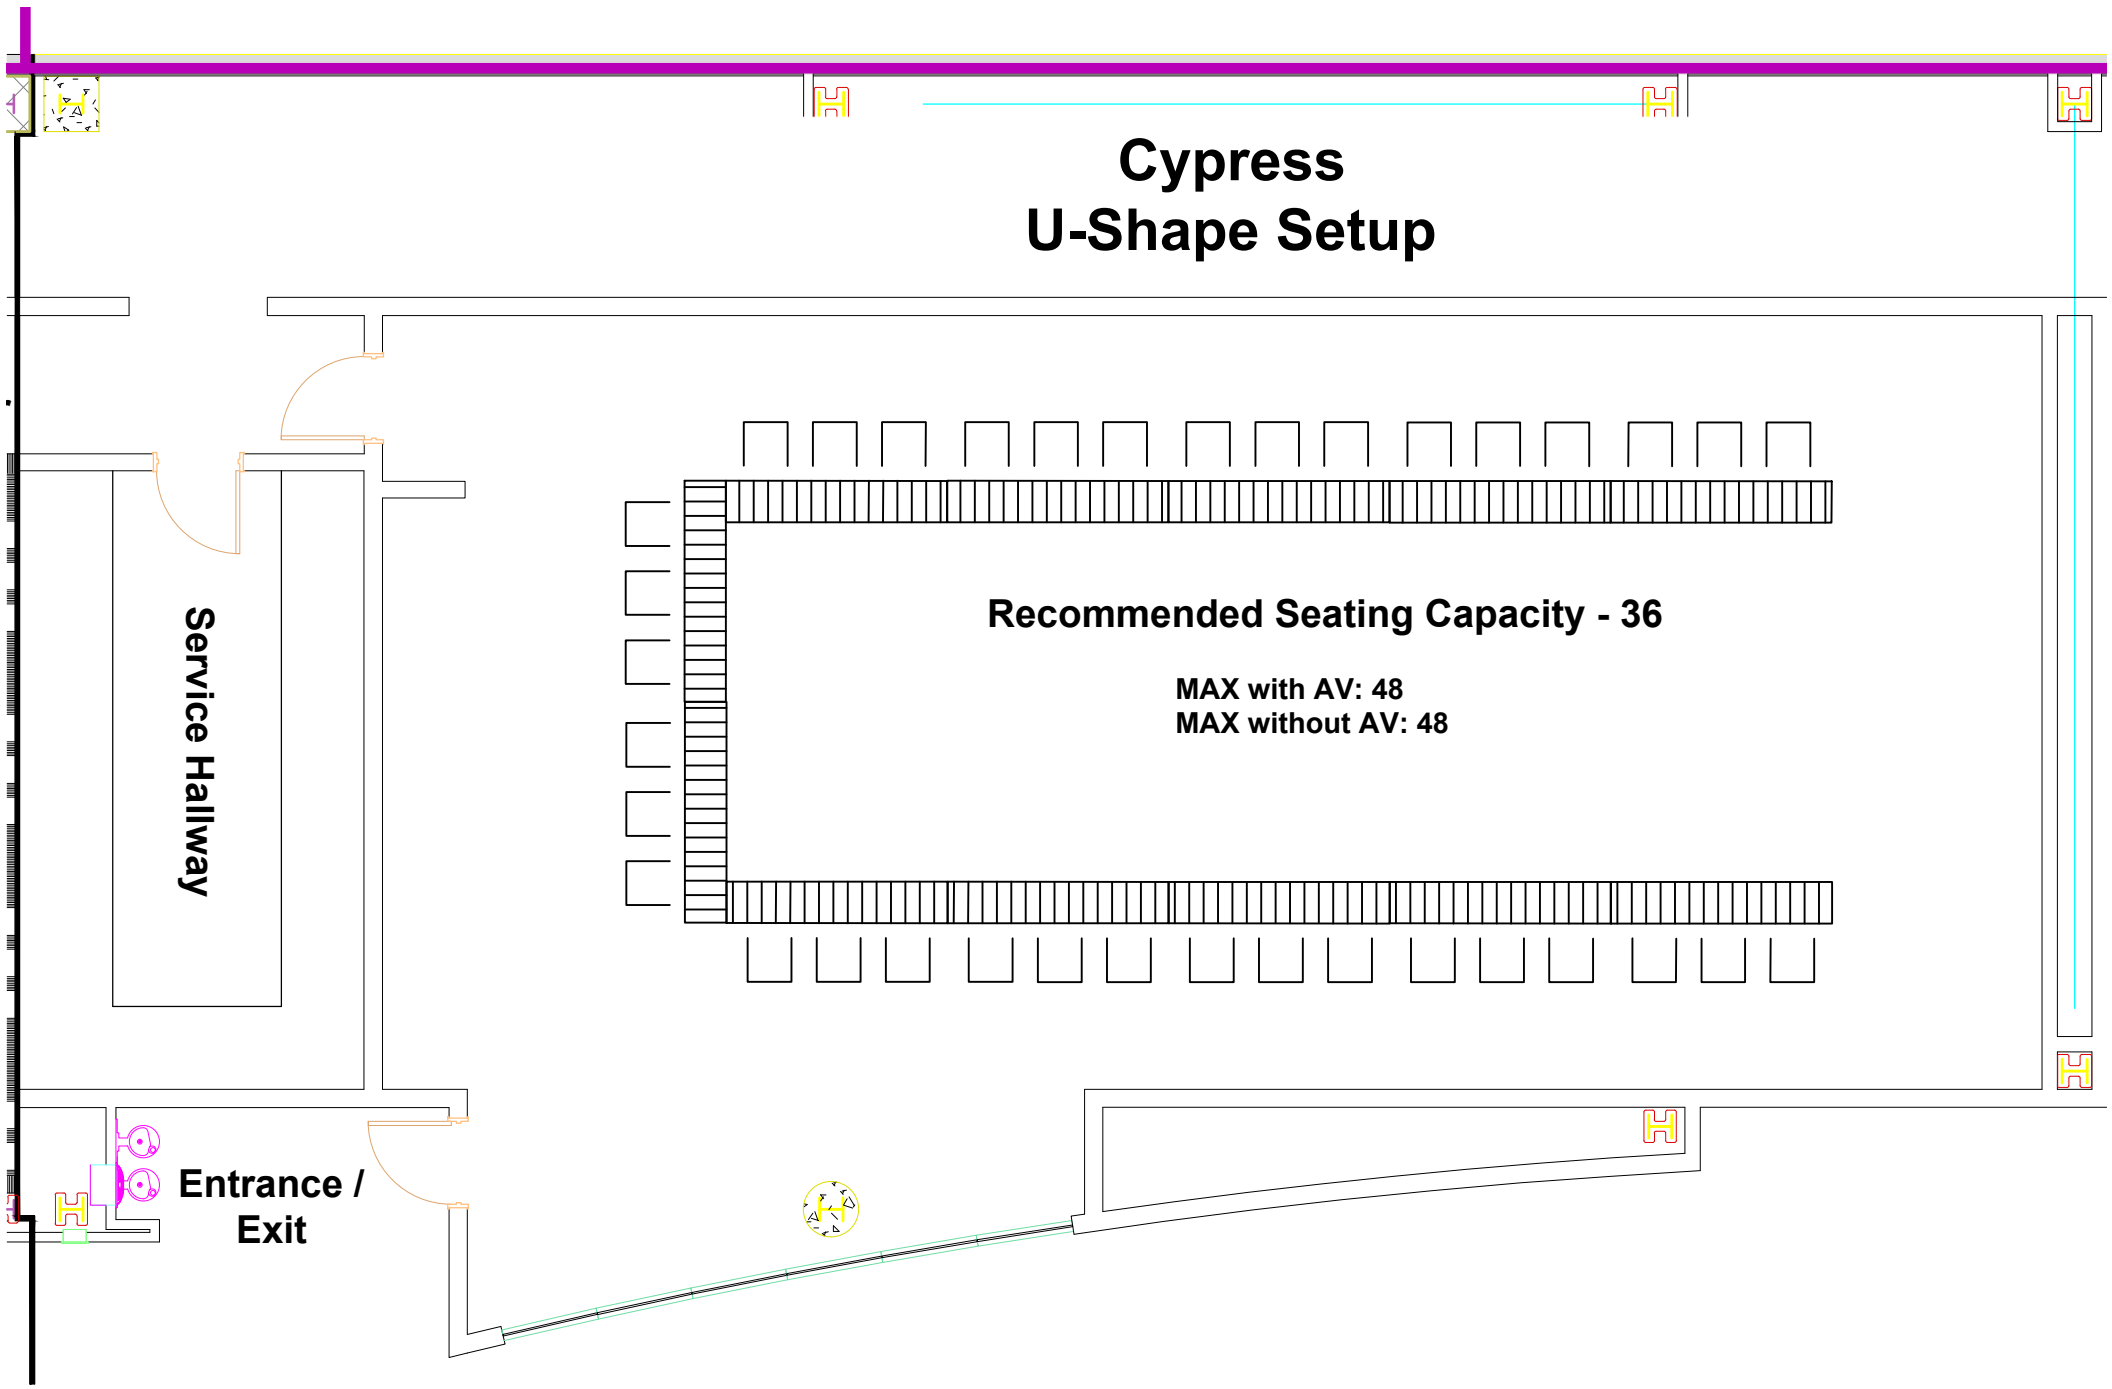 Cypress
U-Shape Setup
Recommended Seating Capacity - 36
MAX with AV: 48
MAX without AV: 48
Service Hallway
Entrance /
Exit